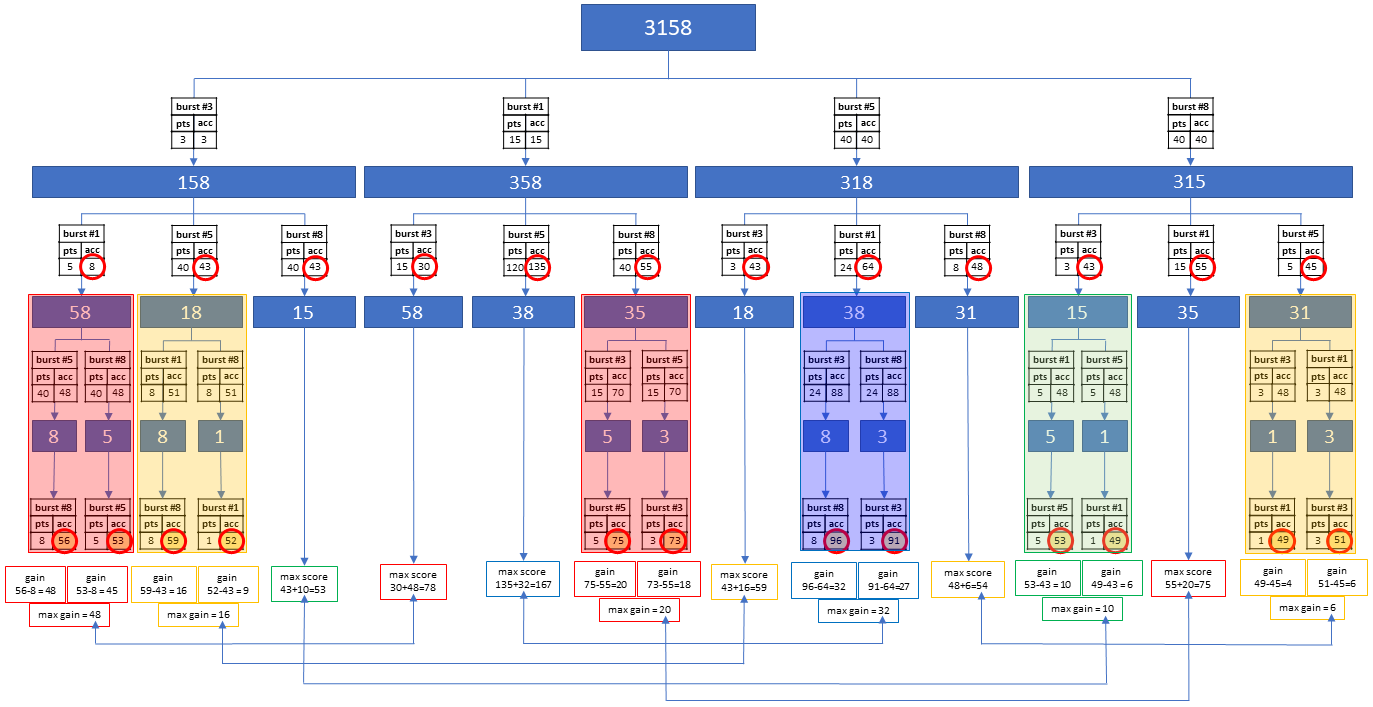 3158
burst #3 burst #1 burst #5 burst #8
pts acc pts acc pts acc pts acc
3 3 15 15 40 40 40 40
158 358 318 315
burst #1 burst #5 burst #8 burst #3 burst #5 burst #8 burst #3 burst #1 burst #8 burst #3 burst #1 burst #5
pts acc pts acc pts acc pts acc pts acc pts acc pts acc pts acc pts acc pts acc pts acc pts acc
5 8 40 43 40 43 15 30 120 135 40 55 3 43 24 64 8 48 3 43 15 55 5 45
58 18 15 58 38 35 18 38 31 15 35 31
burst #5 burst #8 burst #1 burst #8 burst #3 burst #5 burst #3 burst #8 burst #1 burst #5 burst #3 burst #1
pts acc pts acc pts acc pts acc pts acc pts acc pts acc pts acc pts acc pts acc pts acc pts acc
40 48 40 48 8 51 8 51 15 70 15 70 24 88 24 88 5 48 5 48 3 48 3 48
8 5 8 1 5 3 8 3 5 1 1 3
burst #8 burst #5 burst #8 burst #1 burst #5 burst #3 burst #8 burst #3 burst #5 burst #1 burst #1 burst #3
pts acc pts acc pts acc pts acc pts acc pts acc pts acc pts acc pts acc pts acc pts acc pts acc
8 56 5 53 8 59 1 52 5 75 3 73 8 96 3 91 5 53 1 49 1 49 3 51
gain gain gain gain max score max score max score gain gain max score gain gain max score gain gain max score gain gain
56-8 = 48 53-8 = 45 59-43 = 16 52-43 = 9 43+10=53 30+48=78 135+32=167 75-55=20 73-55=18 43+16=59 96-64=32 91-64=27 48+6=54 53-43 = 10 49-43 = 6 55+20=75 49-45=4 51-45=6
max gain = 48 max gain = 16 max gain = 20 max gain = 32 max gain = 10 max gain = 6